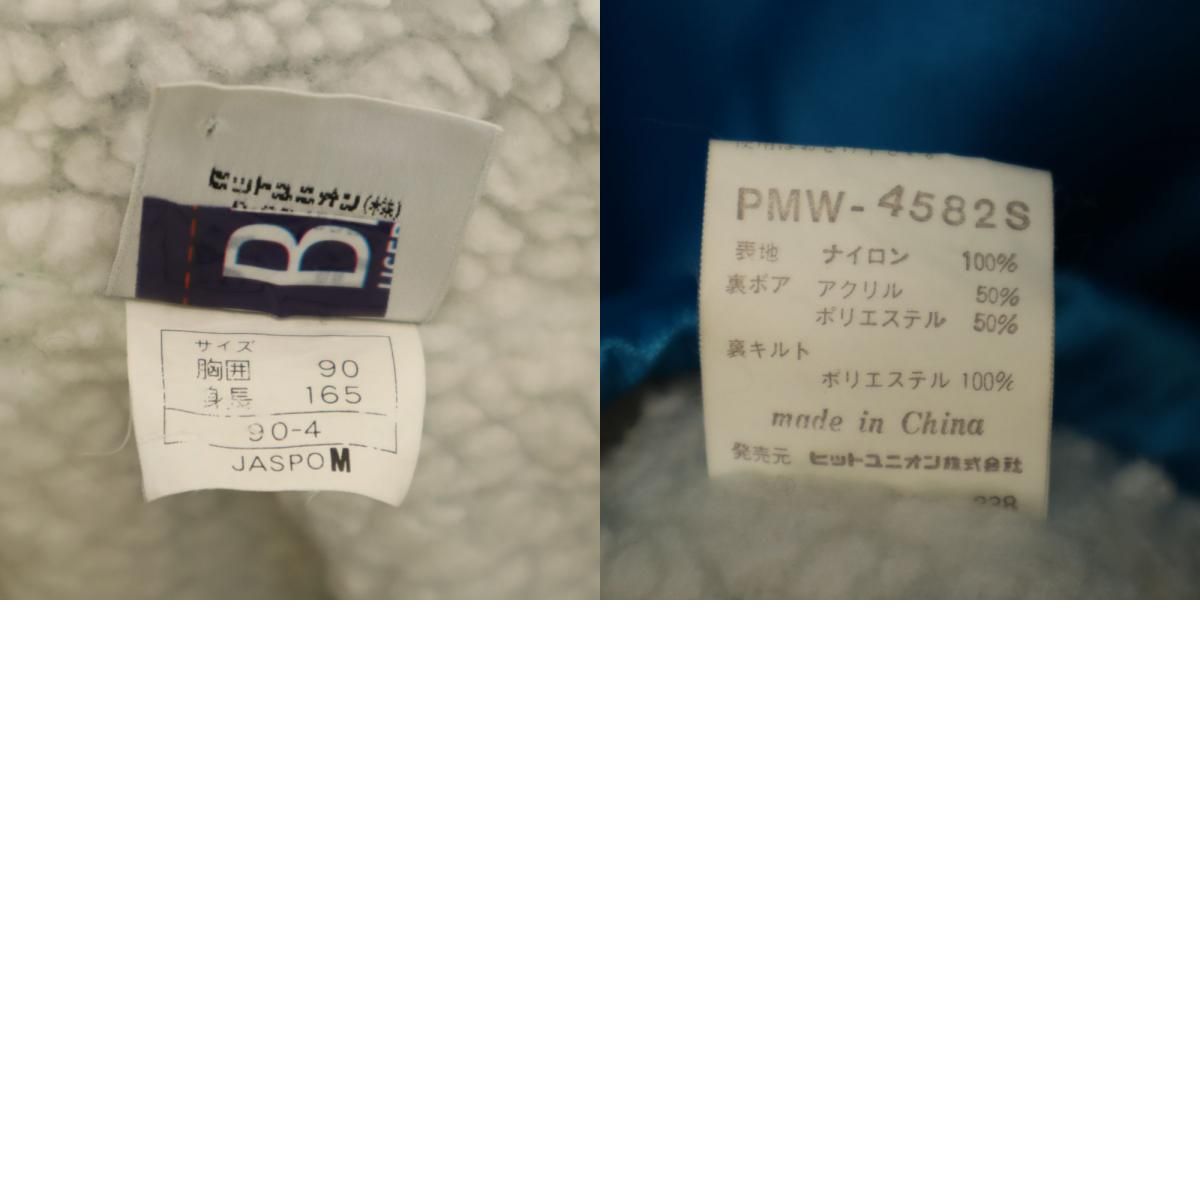 ヒットユニオン(株)
B
サイズ
胸囲 90
身長 165
90-4
JASPO M
PMW-4582S
表地 ナイロン 100%
裏ボア アクリル 50%
ポリエステル 50%
裏キルト
ポリエステル 100%
made in China
発売元 ヒットユニオン株式会社
338